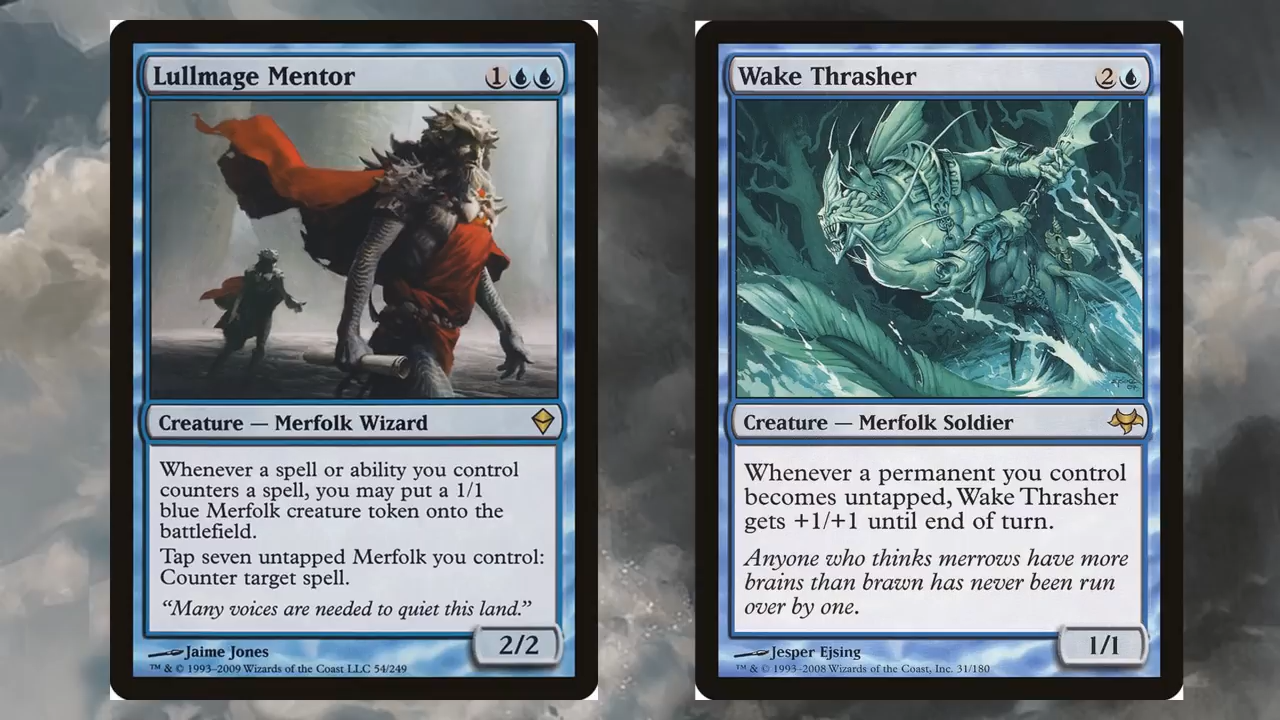 Lullmage Mentor 1
Creature — Merfolk Wizard
Whenever a spell or ability you control
counters a spell, you may put a 1/1
blue Merfolk creature token onto the
battlefield.
Tap seven untapped Merfolk you control:
Counter target spell.
“Many voices are needed to quiet this land.”
2/2
Jaime Jones
™ & © 1993–2009 Wizards of the Coast LLC 54/249
Wake Thrasher 2
Creature — Merfolk Soldier
Whenever a permanent you control
becomes untapped, Wake Thrasher
gets +1/+1 until end of turn.
Anyone who thinks merrows have more
brains than brawn has never been run
over by one.
1/1
Jesper Ejsing
™ & © 1993–2008 Wizards of the Coast, Inc. 31/180